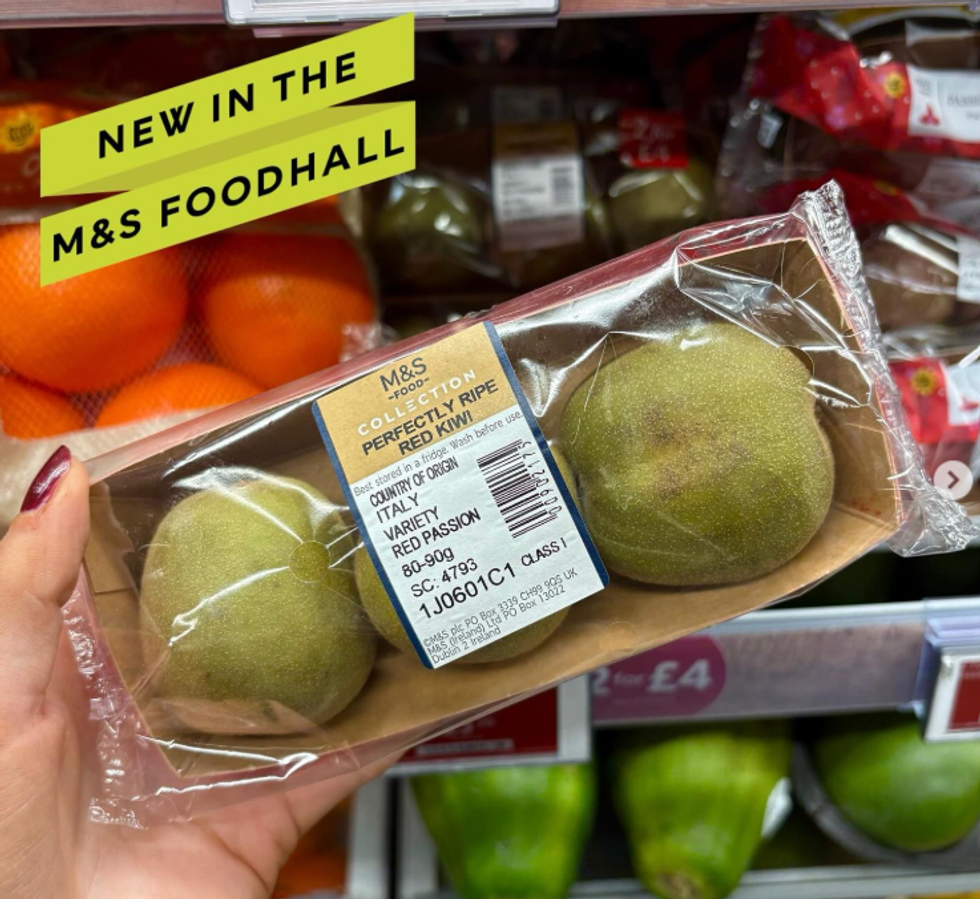 NEW IN THE
M&S FOODHALL
M&S
-FOOD-
COLLECTION
PERFECTLY RIPE
RED KIWI
Best stored in a fridge. Wash before use.
COUNTRY OF ORIGIN
ITALY
VARIETY
RED PASSION
80-90g
SC: 4793
1J0601C1 CLASS I
©M&S plc PO Box 3339 CH99 9QS UK
M&S (Ireland) Ltd PO Box 13022
Dublin 2 Ireland
2 for £4